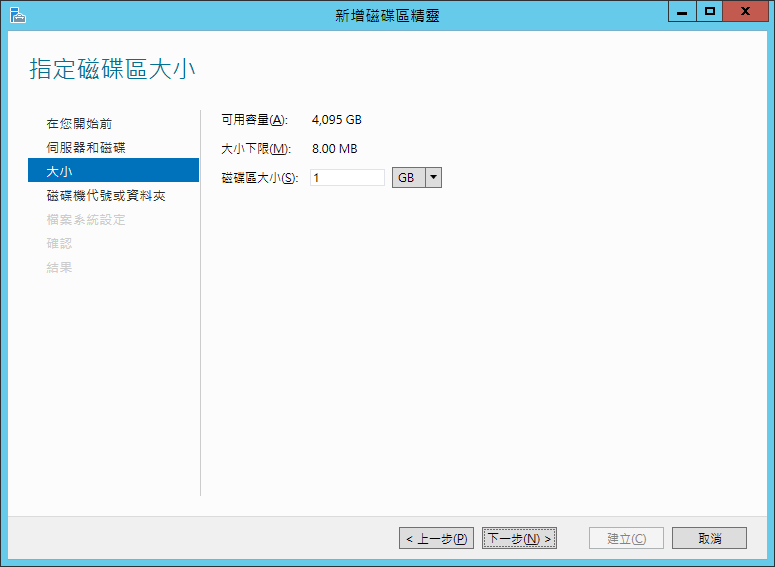 新增磁碟區精靈
指定磁碟區大小
在您開始前
伺服器和磁碟
大小
磁碟機代號或資料夾
檔案系統設定
確認
結果
可用容量(A): 4,095 GB
大小下限(M): 8.00 MB
磁碟區大小(S): 1 GB
< 上一步(P) 下一步(N) > 建立(C) 取消